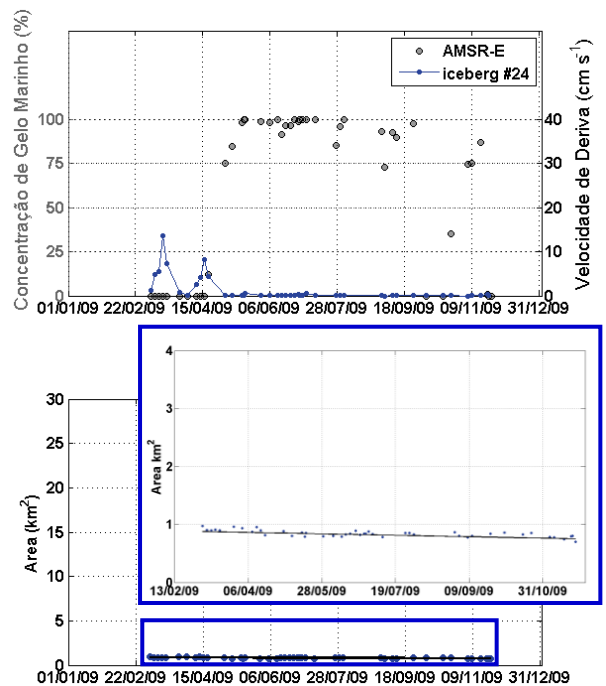 Concentração de Gelo Marinho (%)
100
75
50
25
0
AMSR-E
iceberg #24
40
30
20
10
0
Velocidade de Deriva (cm s-1)
01/01/09 22/02/09 15/04/09 06/06/09 28/07/09 18/09/09 09/11/09 31/12/09
Area (km2)
30
25
20
15
10
5
0
Area km2
4
3
2
1
0
13/02/09 06/04/09 28/05/09 19/07/09 09/09/09 31/10/09
01/01/09 22/02/09 15/04/09 06/06/09 28/07/09 18/09/09 09/11/09 31/12/09